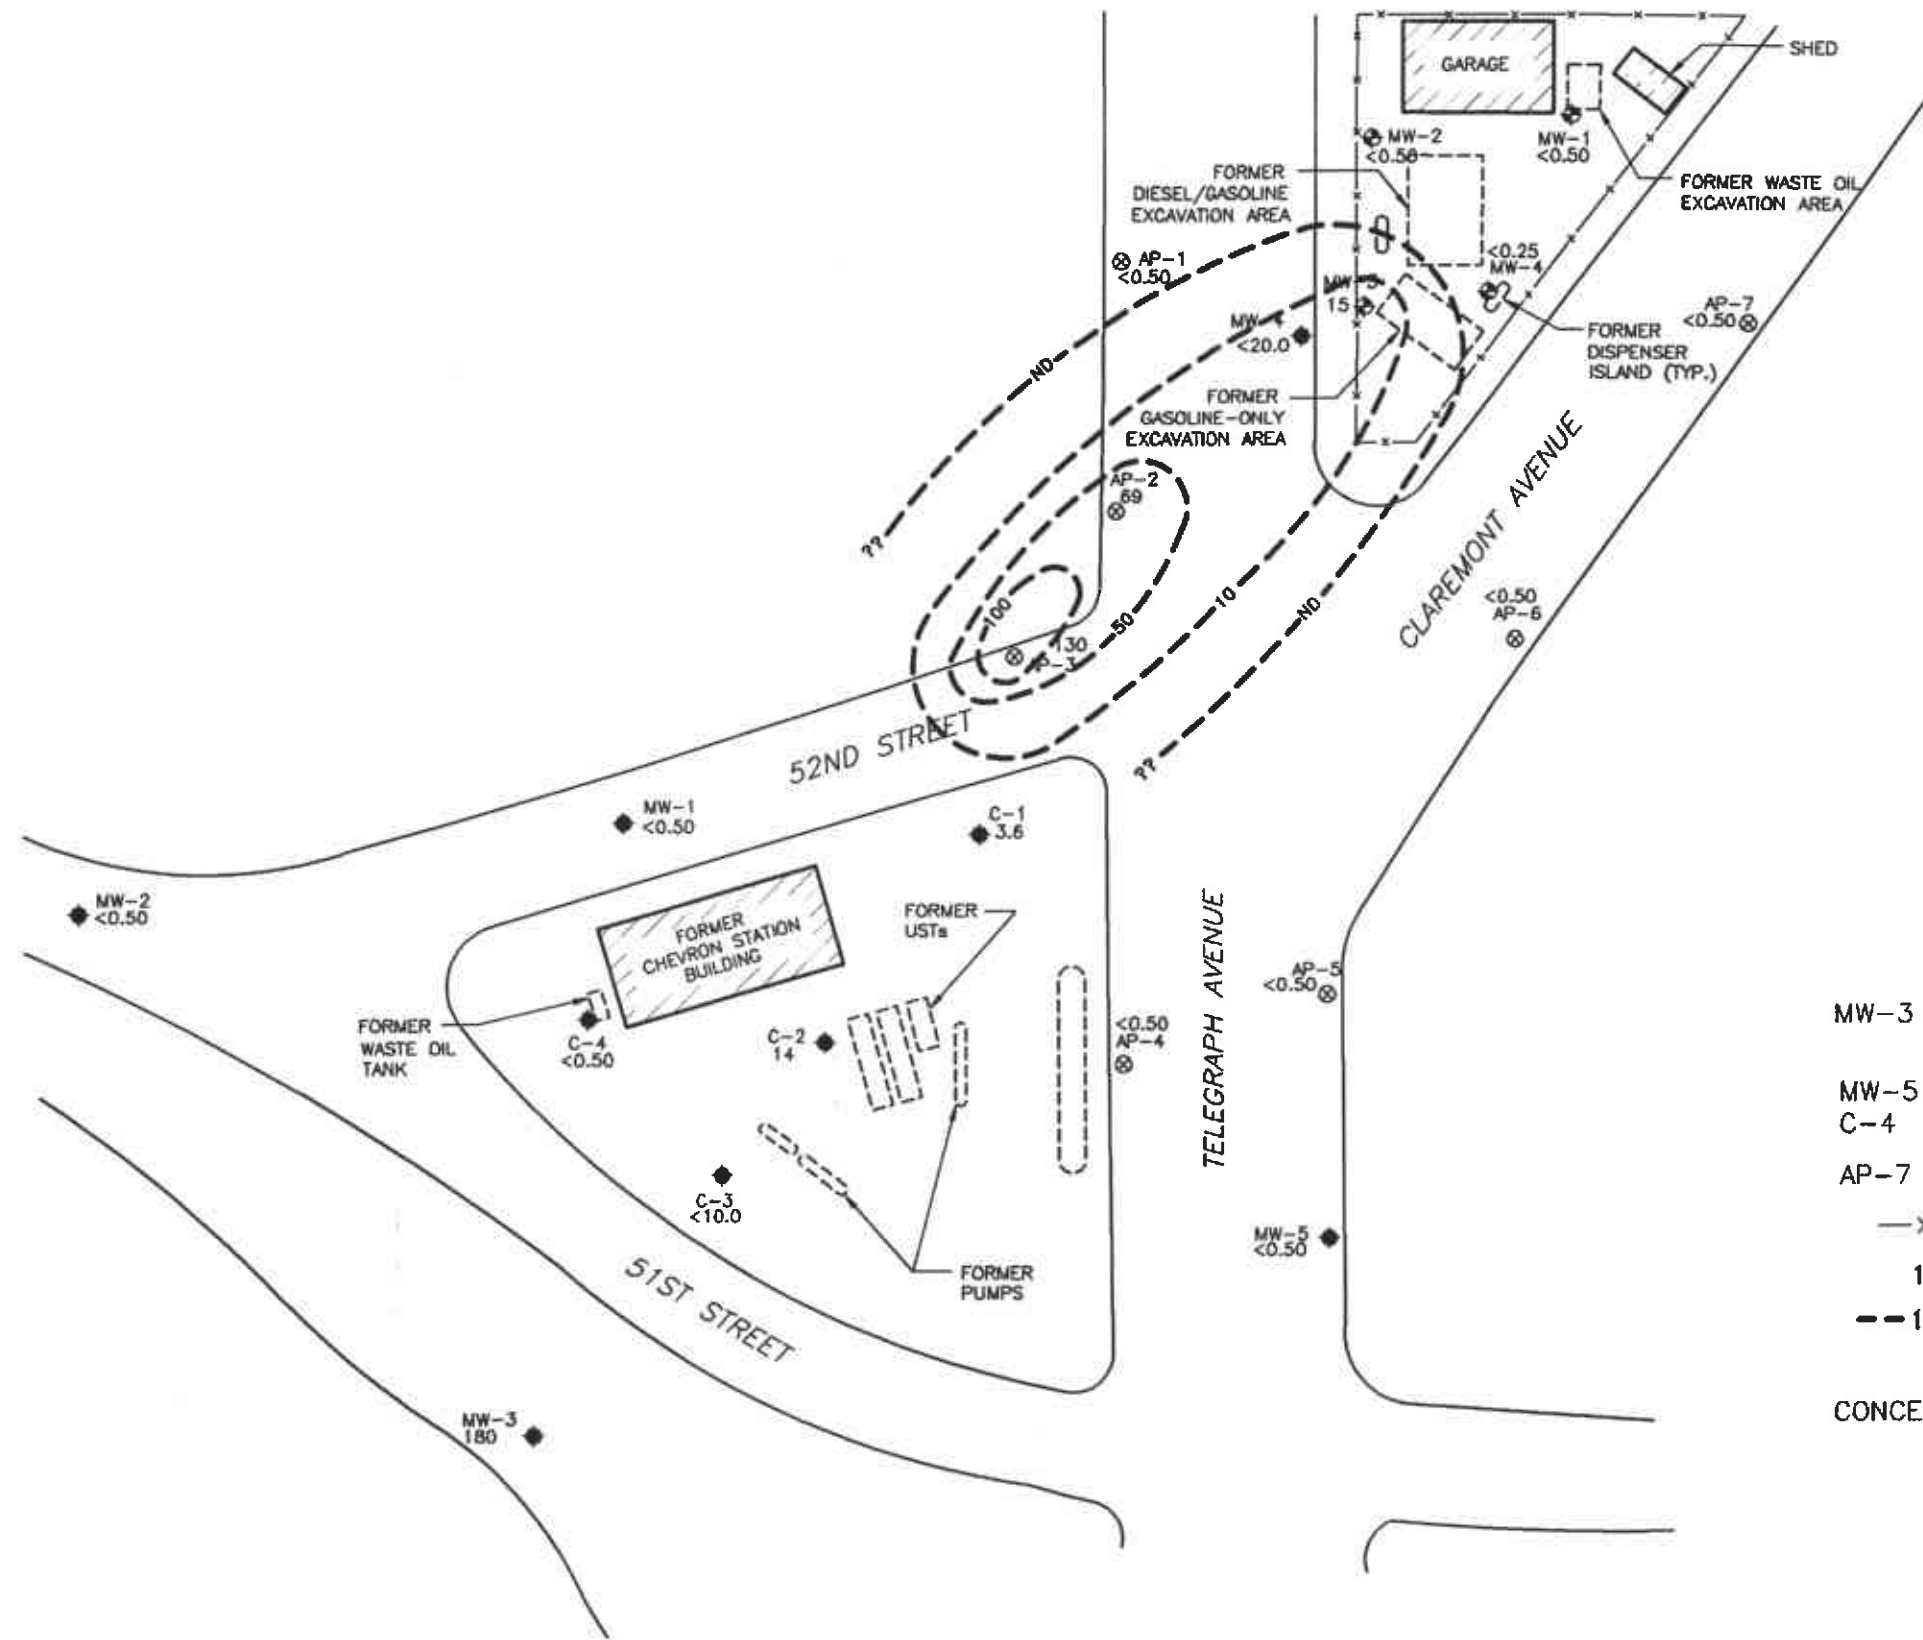 GARAGE
SHED
MW-2
<0.50
MW-1
<0.50
FORMER
DIESEL/GASOLINE
EXCAVATION AREA
FORMER WASTE OIL
EXCAVATION AREA
AP-1
<0.50
<0.25
MW-4
MW-3
15
<20.0
AP-7
<0.50
FORMER
DISPENSER
ISLAND (TYP.)
ND
FORMER
GASOLINE-ONLY
EXCAVATION AREA
CLAREMONT AVENUE
AP-2
69
??
100
130
AP-3
50
10
ND
??
<0.50
AP-6
52ND STREET
MW-1
<0.50
C-1
3.6
MW-2
<0.50
FORMER
CHEVRON STATION
BUILDING
FORMER
USTs
TELEGRAPH AVENUE
AP-5
<0.50
FORMER
WASTE OIL
TANK
C-4
<0.50
C-2
14
<0.50
AP-4
C-3
<10.0
FORMER
PUMPS
MW-5
<0.50
51ST STREET
MW-3
180
MW-3
MW-5
C-4
AP-7
1
1
CONCE